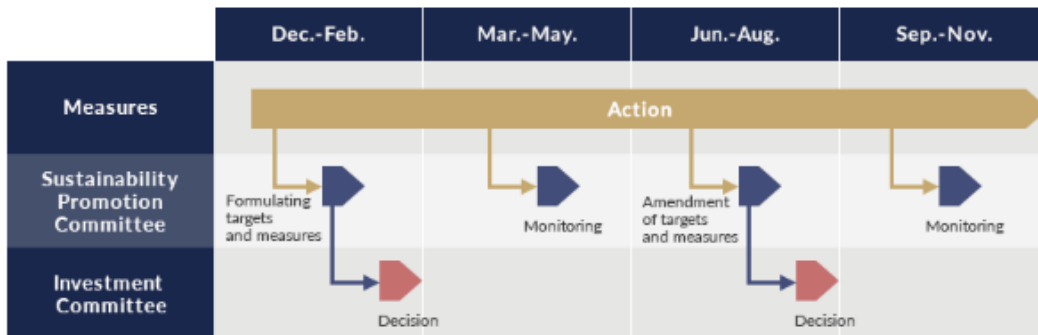 Dec.-Feb.
Mar.-May.
Jun.-Aug.
Sep.-Nov.
Measures
Action
Sustainability
Promotion
Committee
Formulating
targets
and measures
Monitoring
Amendment
of targets
and measures
Monitoring
Investment
Committee
Decision
Decision